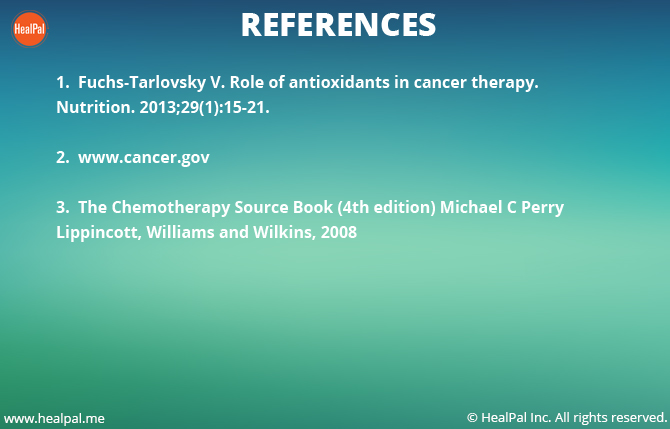 HealPal
REFERENCES
1. Fuchs-Tarlovsky V. Role of antioxidants in cancer therapy.
Nutrition. 2013;29(1):15-21.
2. www.cancer.gov
3. The Chemotherapy Source Book (4th edition) Michael C Perry
Lippincott, Williams and Wilkins, 2008
www.healpal.me
© HealPal Inc. All rights reserved.